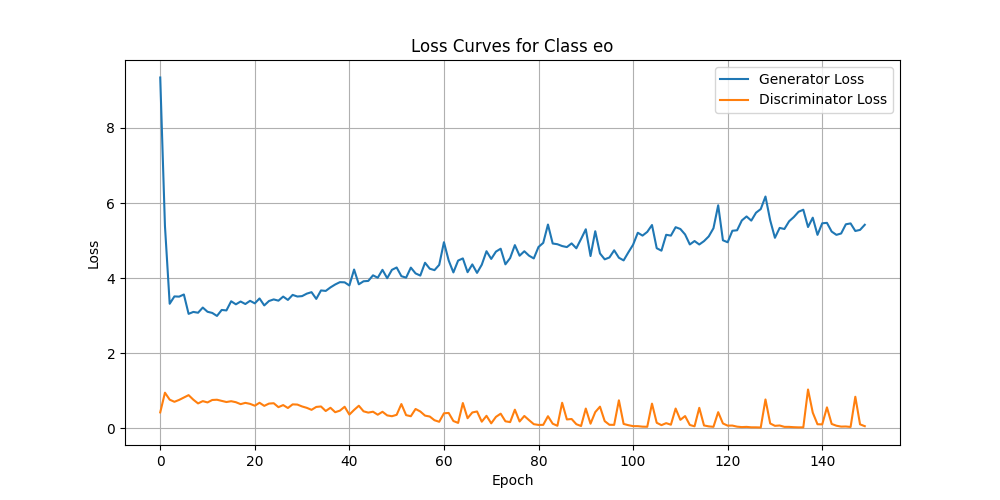 Loss Curves for Class eo
Generator Loss
Discriminator Loss
Loss
8
6
4
2
0
0 20 40 60 80 100 120 140
Epoch